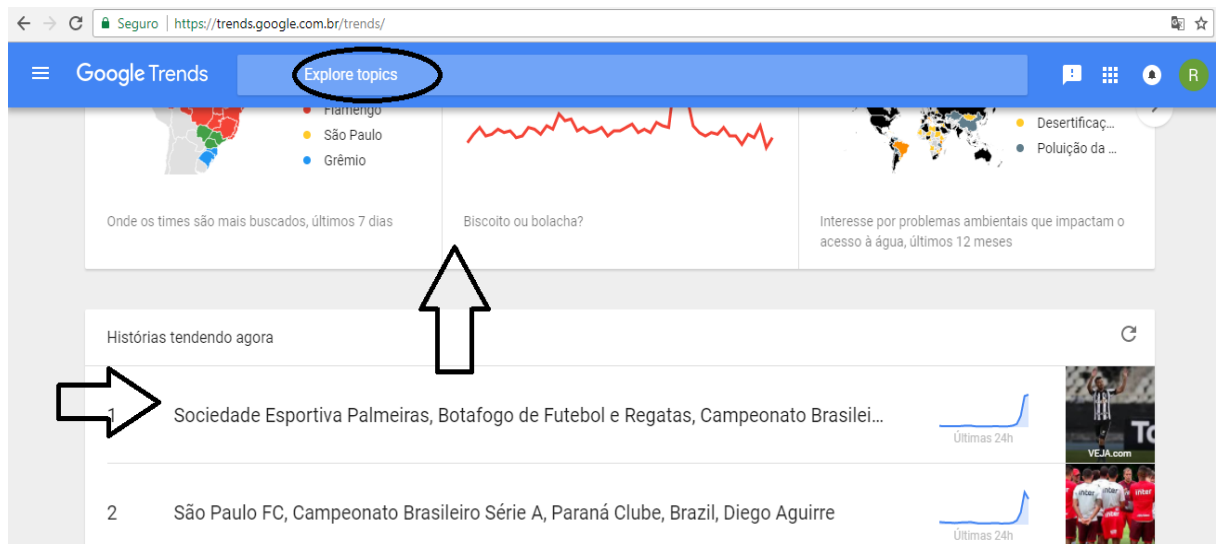 Seguro | https://trends.google.com.br/trends/
Google Trends
Explore topics
R
Flamengo
São Paulo
Grêmio
Desertificaç...
Poluição da ...
Onde os times são mais buscados, últimos 7 dias
Biscoito ou bolacha?
Interesse por problemas ambientais que impactam o
acesso à água, últimos 12 meses
Histórias tendendo agora
1
Sociedade Esportiva Palmeiras, Botafogo de Futebol e Regatas, Campeonato Brasilei...
Últimas 24h
VEJA.com
2
São Paulo FC, Campeonato Brasileiro Série A, Paraná Clube, Brazil, Diego Aguirre
Últimas 24h